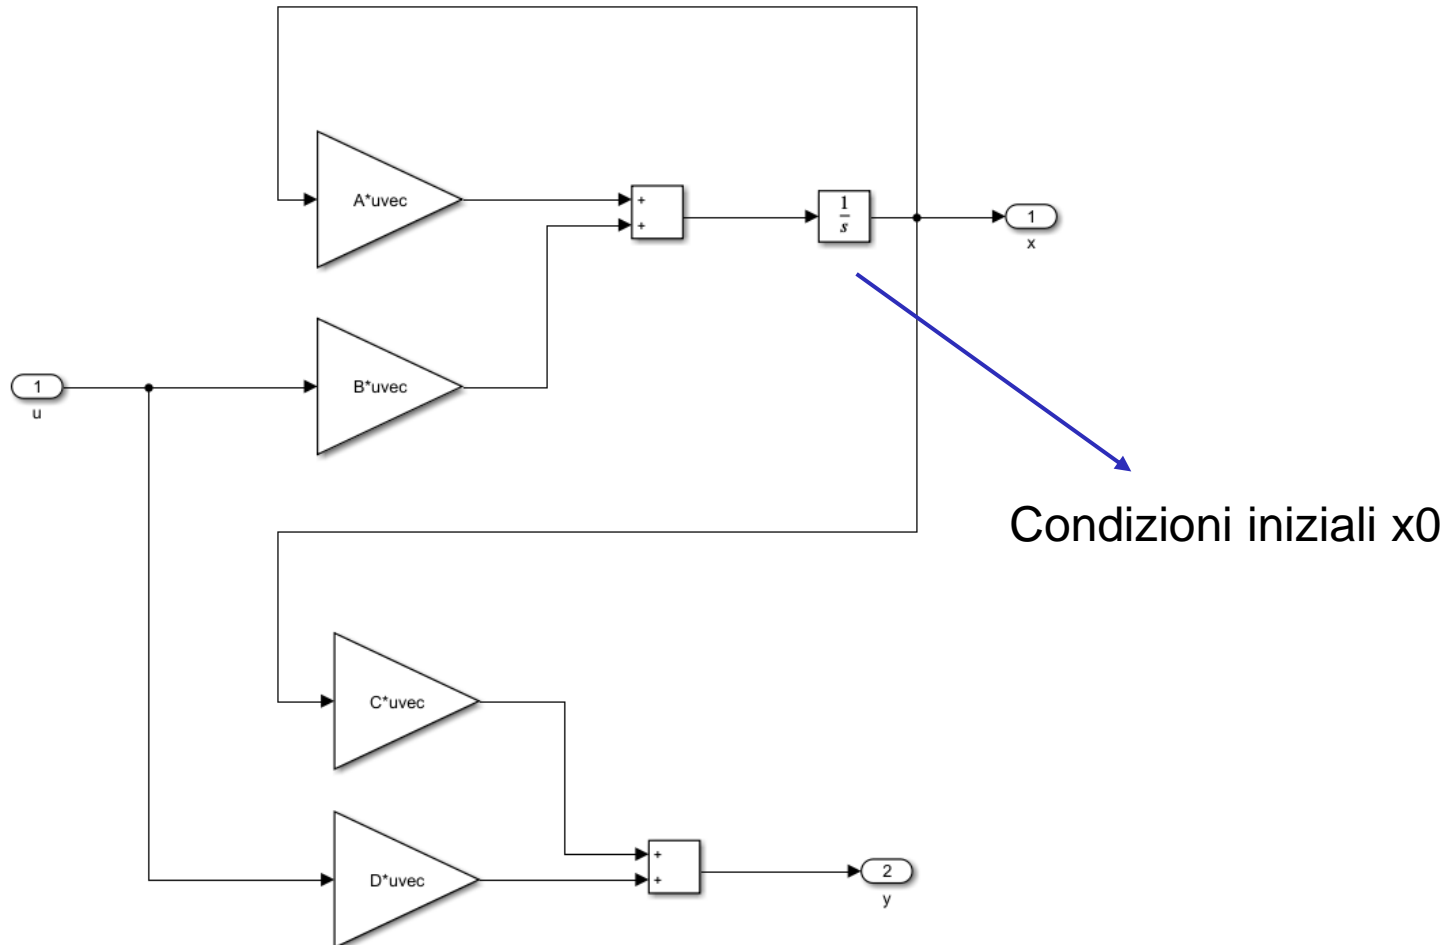 A*uvec
+
+
1
s
1
x
B*uvec
1
u
Condizioni iniziali x0
C*uvec
+
+
D*uvec
2
y